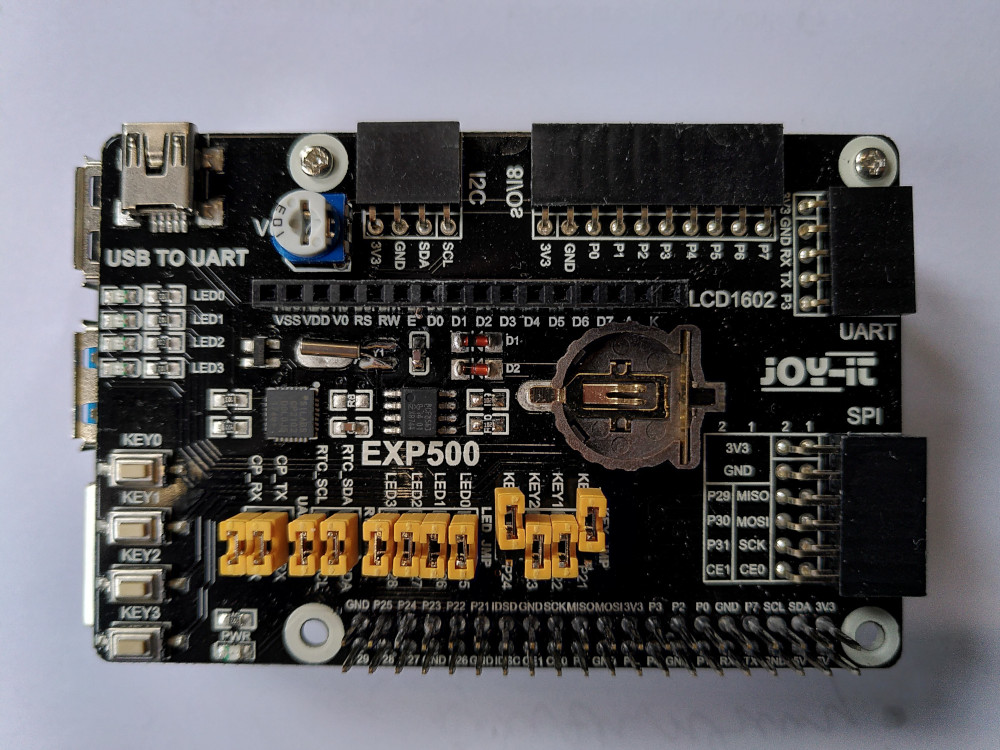 I2C
8IOs
3V3 GND SDA SCL
3V3 GND P0 P1 P2 P3 P4 P5 P6 P7
3V3 GND RX TX P3
USB TO UART
LCD1602
UART
VSS VDD V0 RS RW E D0 D1 D2 D3 D4 D5 D6 D7 A K
LED0
LED1
LED2
LED3
D1
D2
JOY-iT
SPI
EXP500
2 1 2 1
3V3
GND
P29 MISO
P30 MOSI
P31 SCK
CE1 CE0
KEY0
KEY1
KEY2
KEY3
CP_RX
CP_TX
RTC_SCL
RTC_SDA
LED3
LED2
LED1
LED0
KEY2
KEY1
P24
P21
PWR
GND P25 P24 P23 P22 P21 IDSD GND SCK MISO MOSI 3V3 P3 P2 P0 GND P7 SCL SDA 3V3